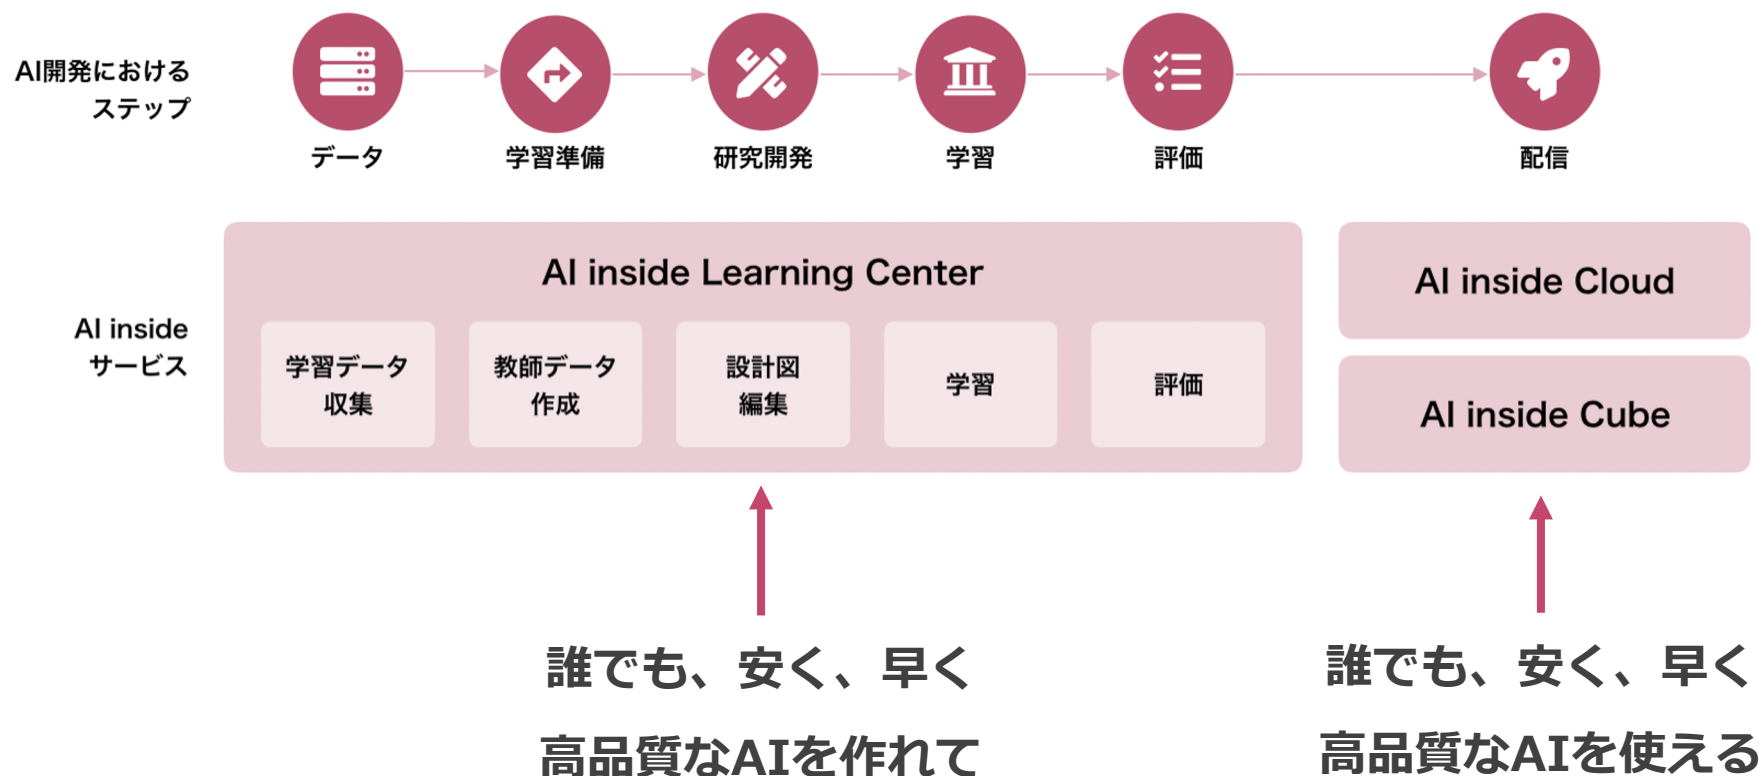 AI開発における
ステップ
データ
学習準備
研究開発
学習
評価
配信
AI inside
サービス
AI inside Learning Center
学習データ
収集
教師データ
作成
設計図
編集
学習
評価
AI inside Cloud
AI inside Cube
誰でも、安く、早く
高品質なAIを作れて
誰でも、安く、早く
高品質なAIを使える